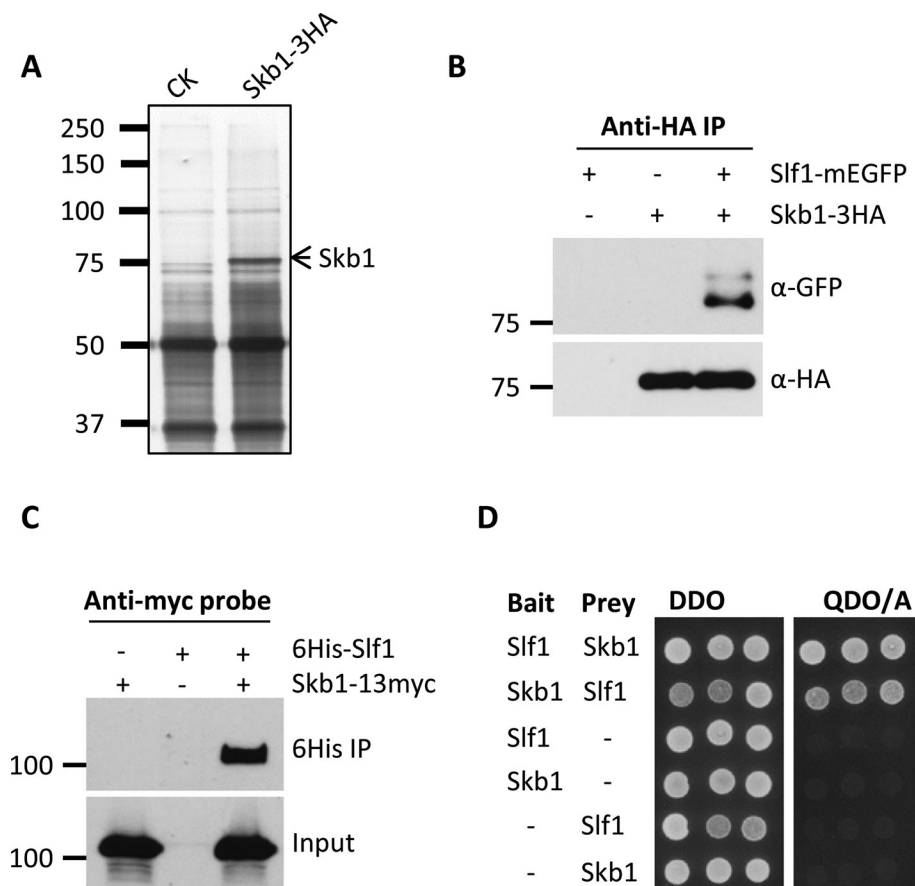 A
CK
Skb1-3HA
250
150
100
75
50
37
Skb1
B
Anti-HA IP
+ - + Slf1-mEGFP
- + + Skb1-3HA
α-GFP
75
α-HA
75
C
Anti-myc probe
- + + 6His-Slf1
+ - + Skb1-13myc
6His IP
100
Input
100
D
Bait Prey DDO QDO/A
Slf1 Skb1
Skb1 Slf1
Slf1 -
Skb1 -
- Slf1
- Skb1